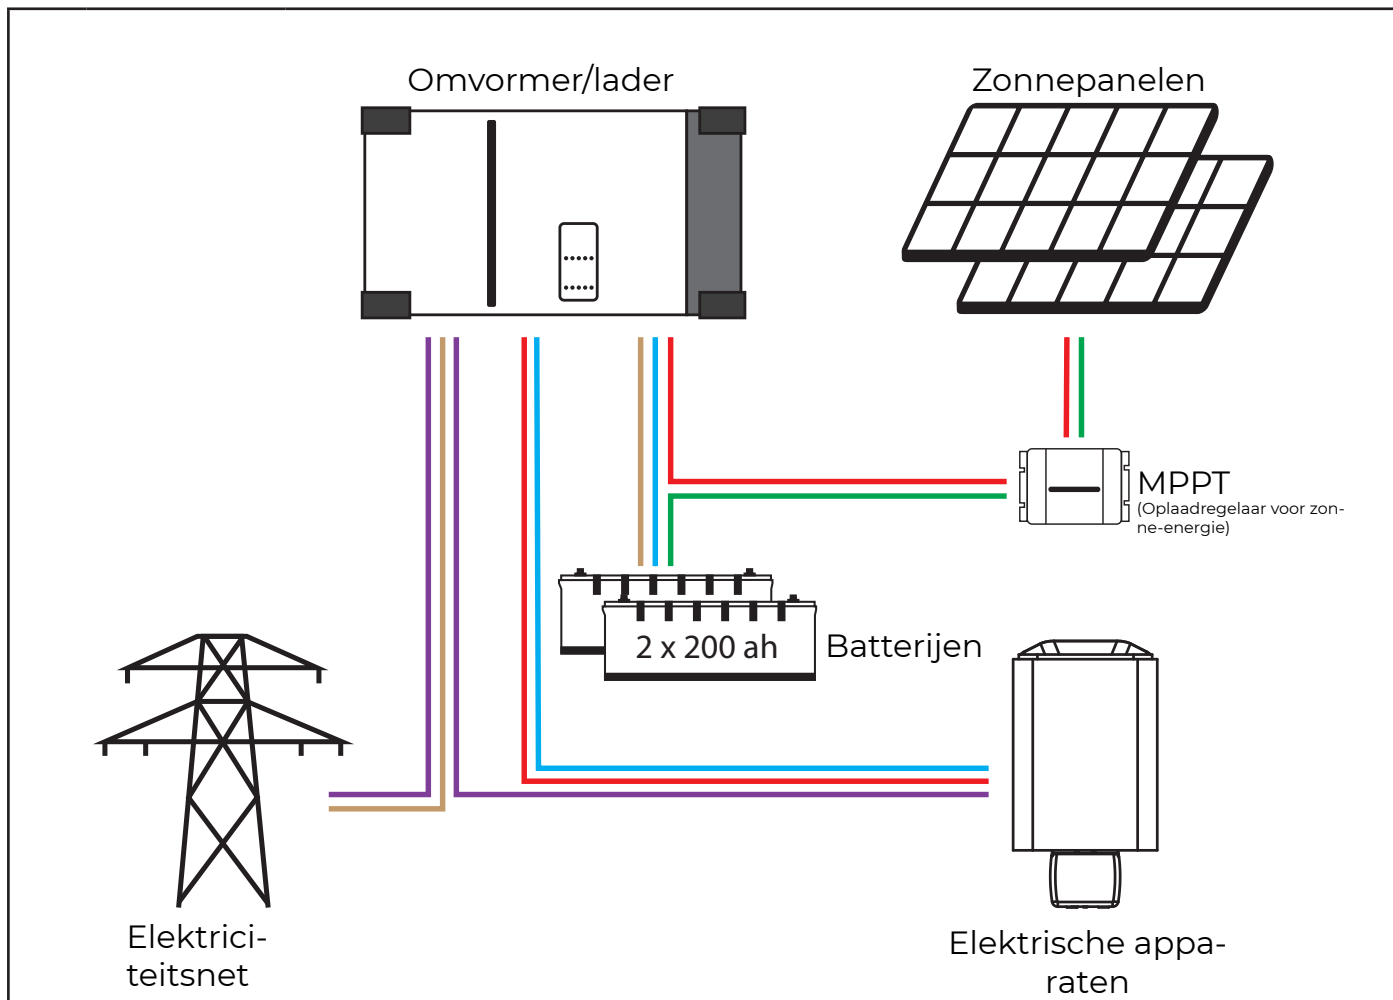 Omvormer/lader
Zonnepanelen
MPPT
(Oplaadregelaar voor zon-
ne-energie)
2 x 200 ah
Batterijen
Elektrici-
teitsnet
Elektrische appa-
raten